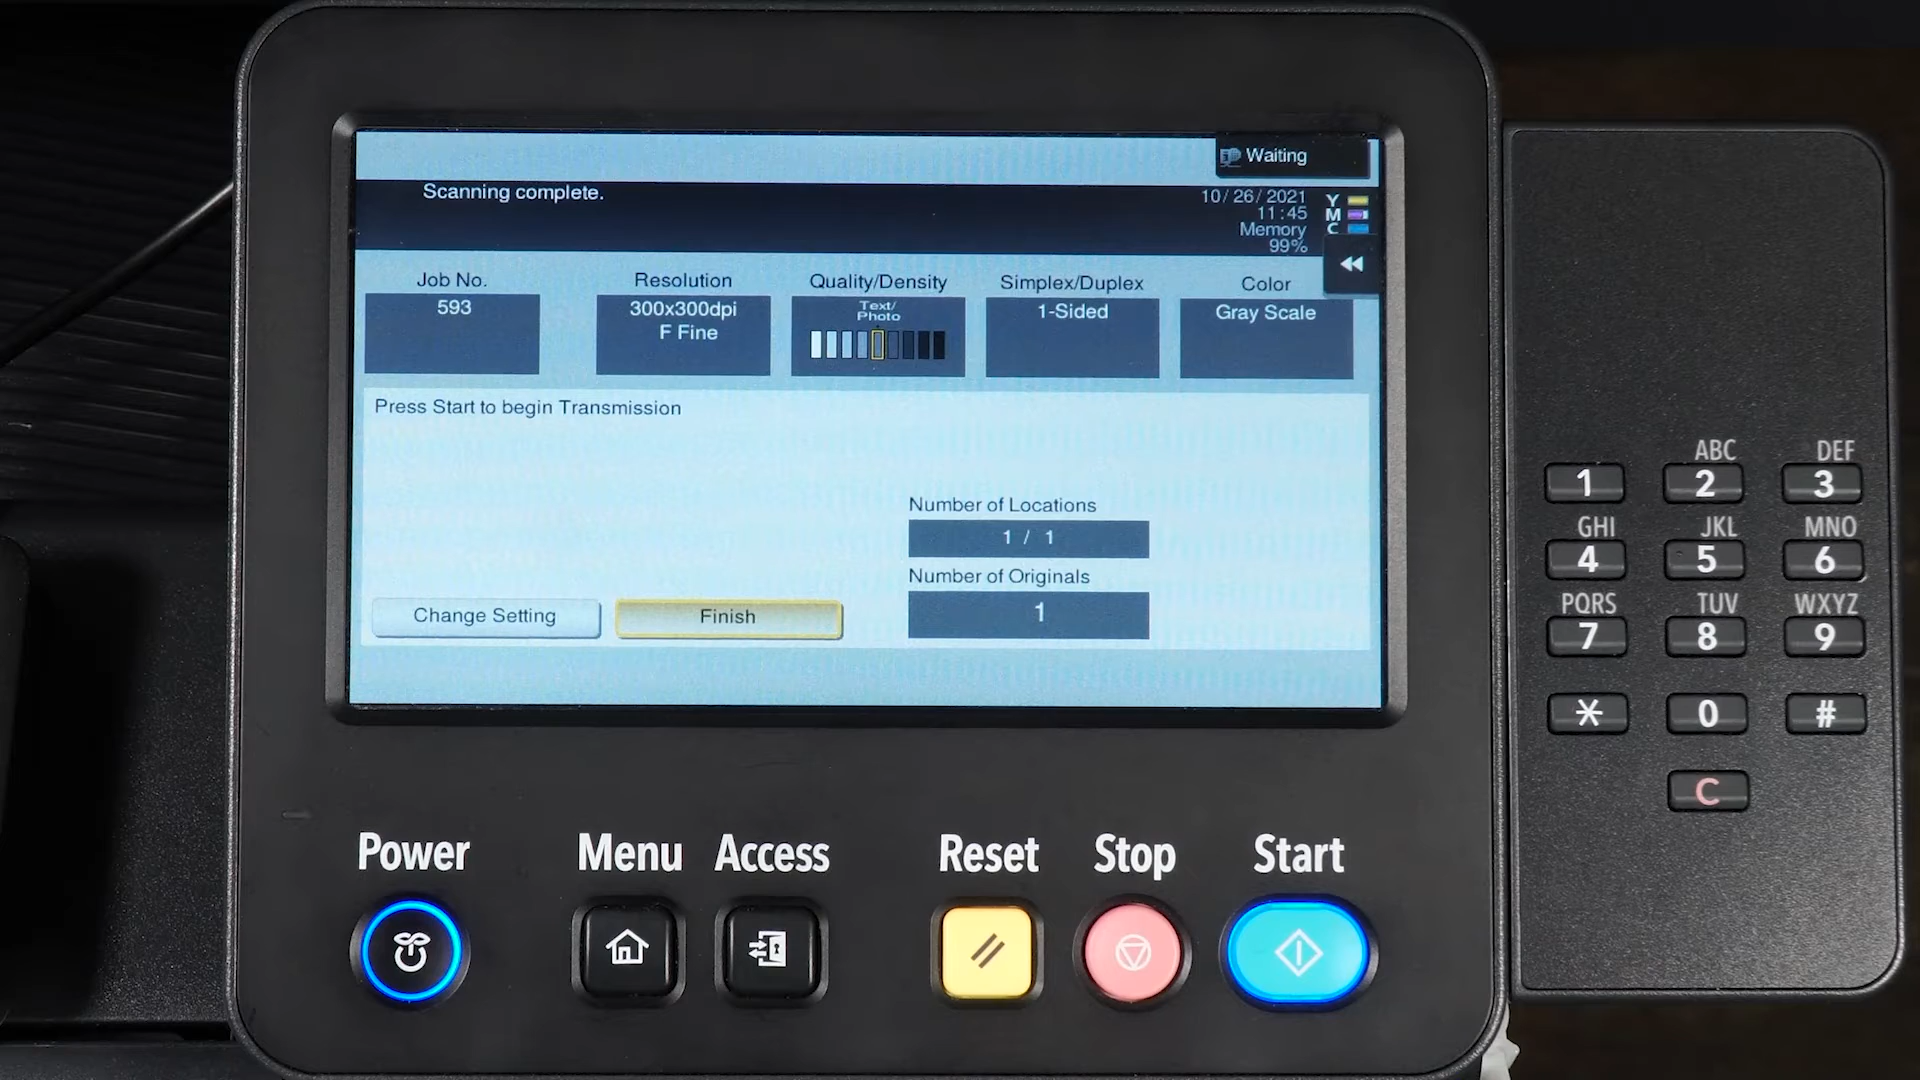 Waiting
Scanning complete.
10/26/2021
11:45
Memory
99%
Y
M
C
Job No.
593
Resolution
300x300dpi
F Fine
Quality/Density
Text/
Photo
Simplex/Duplex
1-Sided
Color
Gray Scale
Press Start to begin Transmission
Number of Locations
1 / 1
Number of Originals
1
Change Setting
Finish
ABC DEF
1 2 3
GHI JKL MNO
4 5 6
PQRS TUV WXYZ
7 8 9
* 0 #
C
Power Menu Access Reset Stop Start